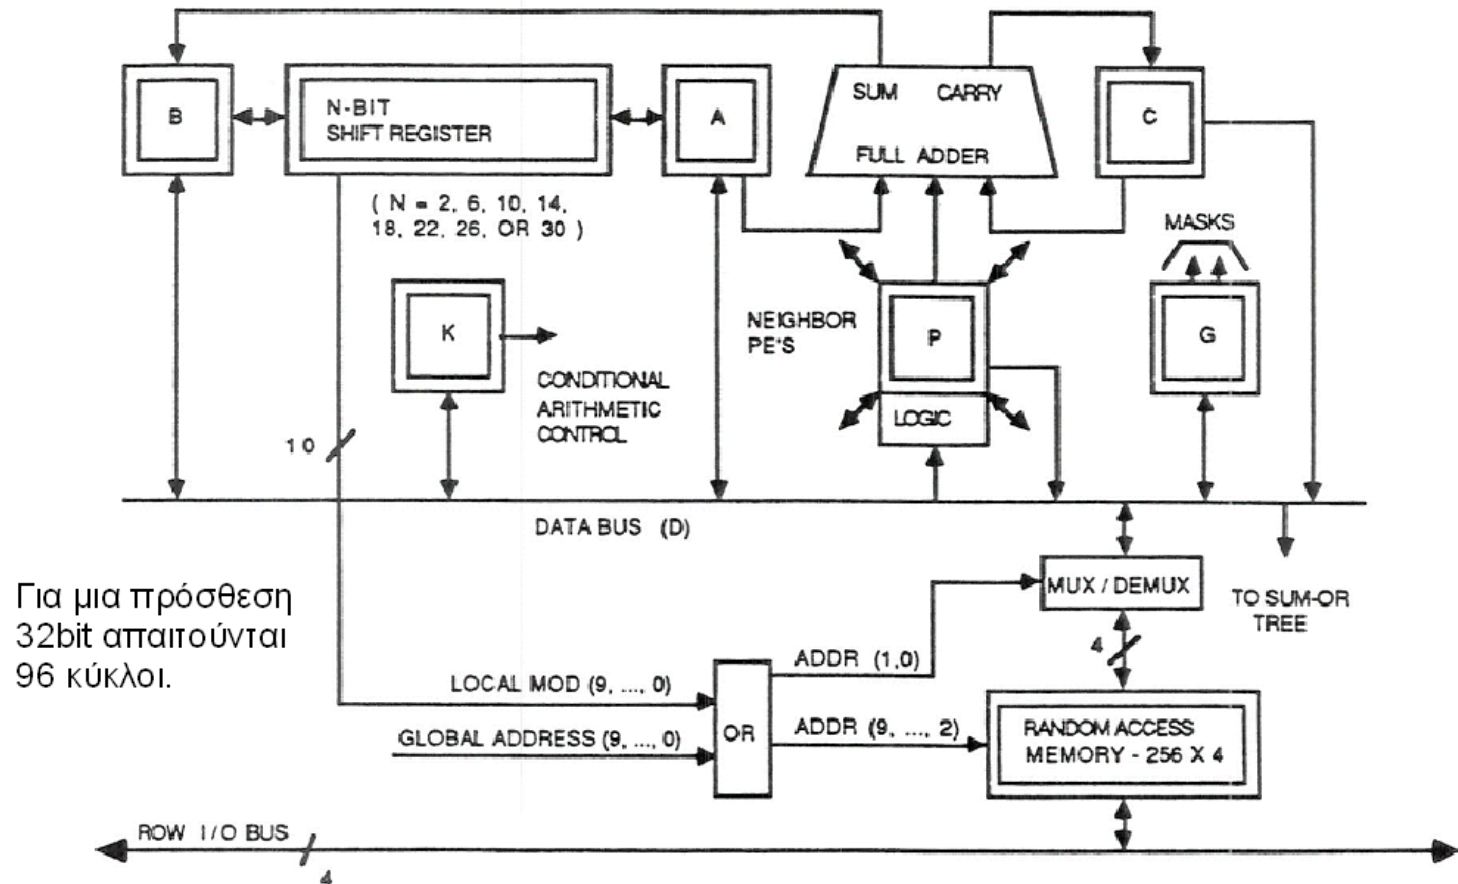 B
N-BIT
SHIFT REGISTER
A
SUM CARRY
FULL ADDER
C
( N = 2, 6, 10, 14,
18, 22, 26, OR 30 )
MASKS
K
CONDITIONAL
ARITHMETIC
CONTROL
NEIGHBOR
PE'S
P
LOGIC
G
10
DATA BUS (D)
Για μια πρόσθεση
32bit απαιτούνται
96 κύκλοι.
MUX / DEMUX
TO SUM-OR
TREE
4
ADDR (1,0)
LOCAL MOD (9, ..., 0)
GLOBAL ADDRESS (9, ..., 0)
OR
ADDR (9, ..., 2)
RANDOM ACCESS
MEMORY - 256 X 4
ROW I/O BUS
4